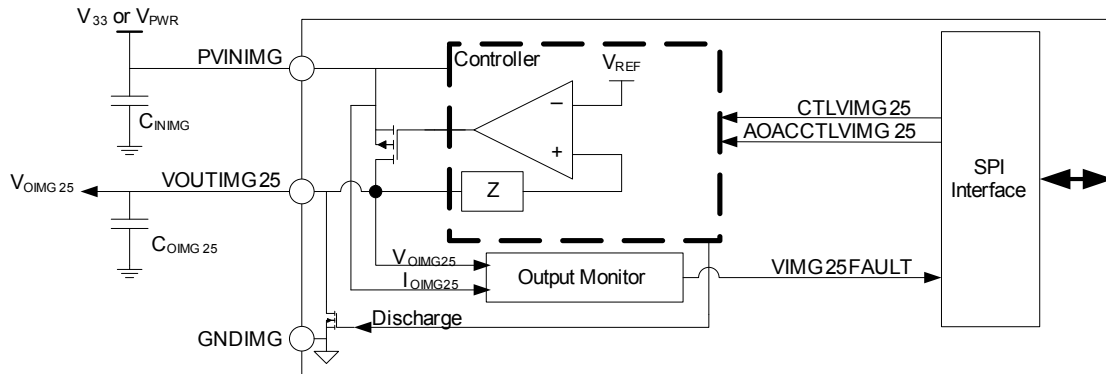 V33 or VPWR
PVINIMG
CINIMG
Controller
VREF
−
+
Z
CTLVIMG25
AOACCTLVIMG25
SPI
Interface
VOIMG25
VOUTIMG25
COIMG25
VOIMG25
IOIMG25
Output Monitor
VIMG25FAULT
Discharge
GNDIMG